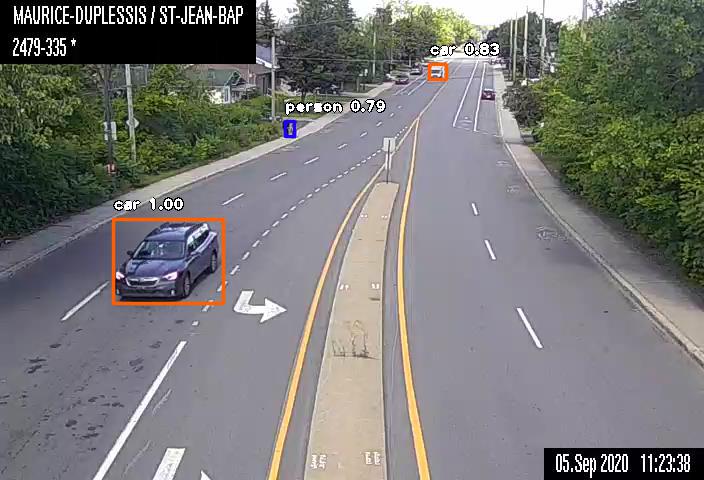 MAURICE-DUPLESSIS / ST-JEAN-BAP
2479-335 *
car 0.83
person 0.79
car 1.00
05.Sep 2020 11:23:38